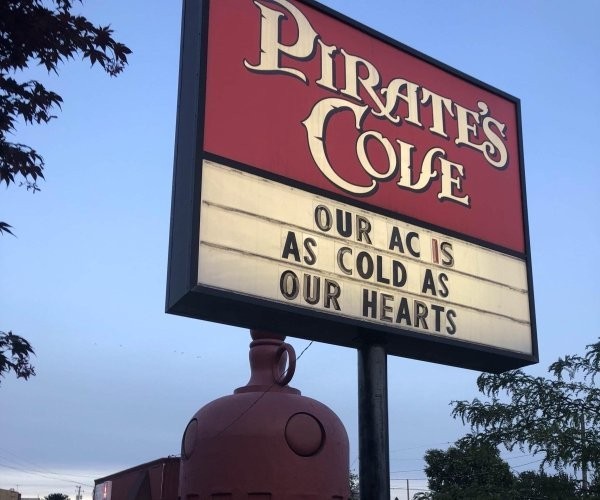 PIRATE'S
COVE
OUR AC IS
AS COLD AS
OUR HEARTS